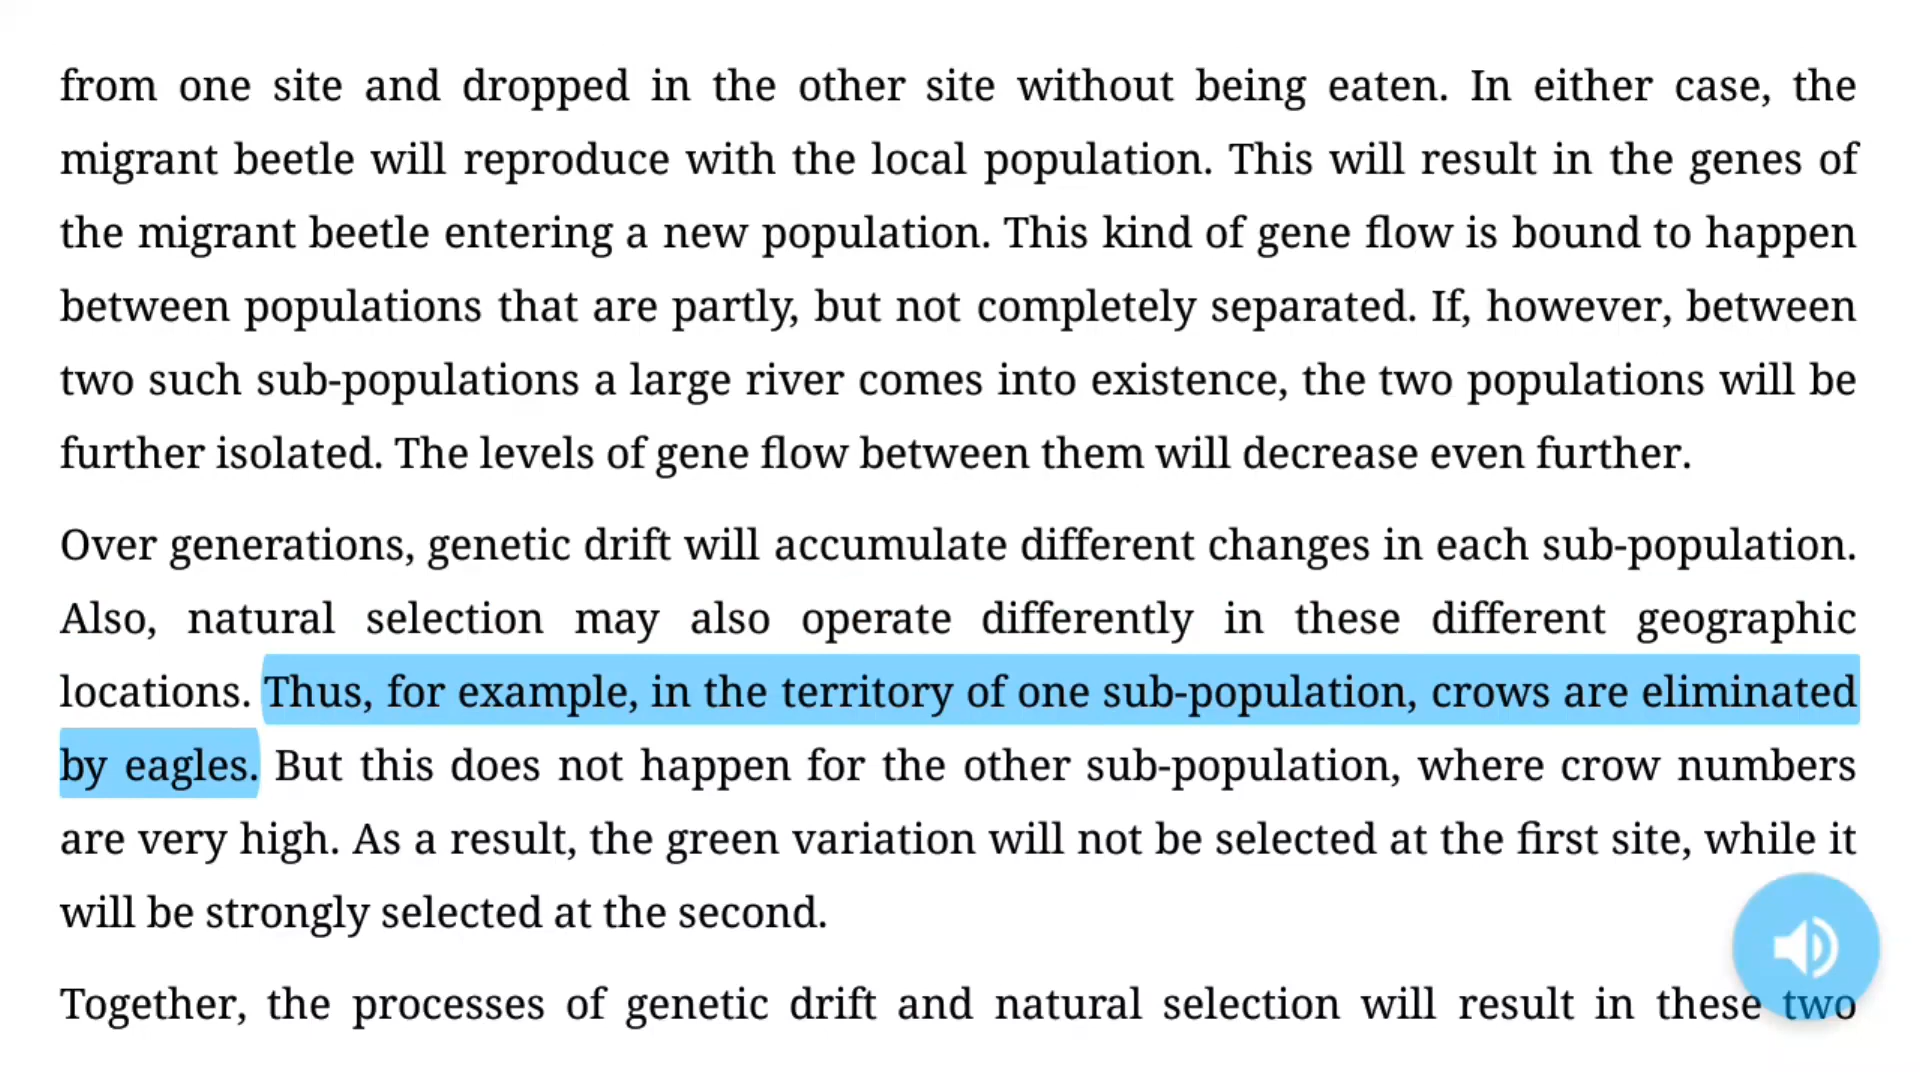 from one site and dropped in the other site without being eaten. In either case, the
migrant beetle will reproduce with the local population. This will result in the genes of
the migrant beetle entering a new population. This kind of gene flow is bound to happen
between populations that are partly, but not completely separated. If, however, between
two such sub-populations a large river comes into existence, the two populations will be
further isolated. The levels of gene flow between them will decrease even further.
Over generations, genetic drift will accumulate different changes in each sub-population.
Also, natural selection may also operate differently in these different geographic
locations. Thus, for example, in the territory of one sub-population, crows are eliminated
by eagles. But this does not happen for the other sub-population, where crow numbers
are very high. As a result, the green variation will not be selected at the first site, while it
will be strongly selected at the second.
Together, the processes of genetic drift and natural selection will result in these two